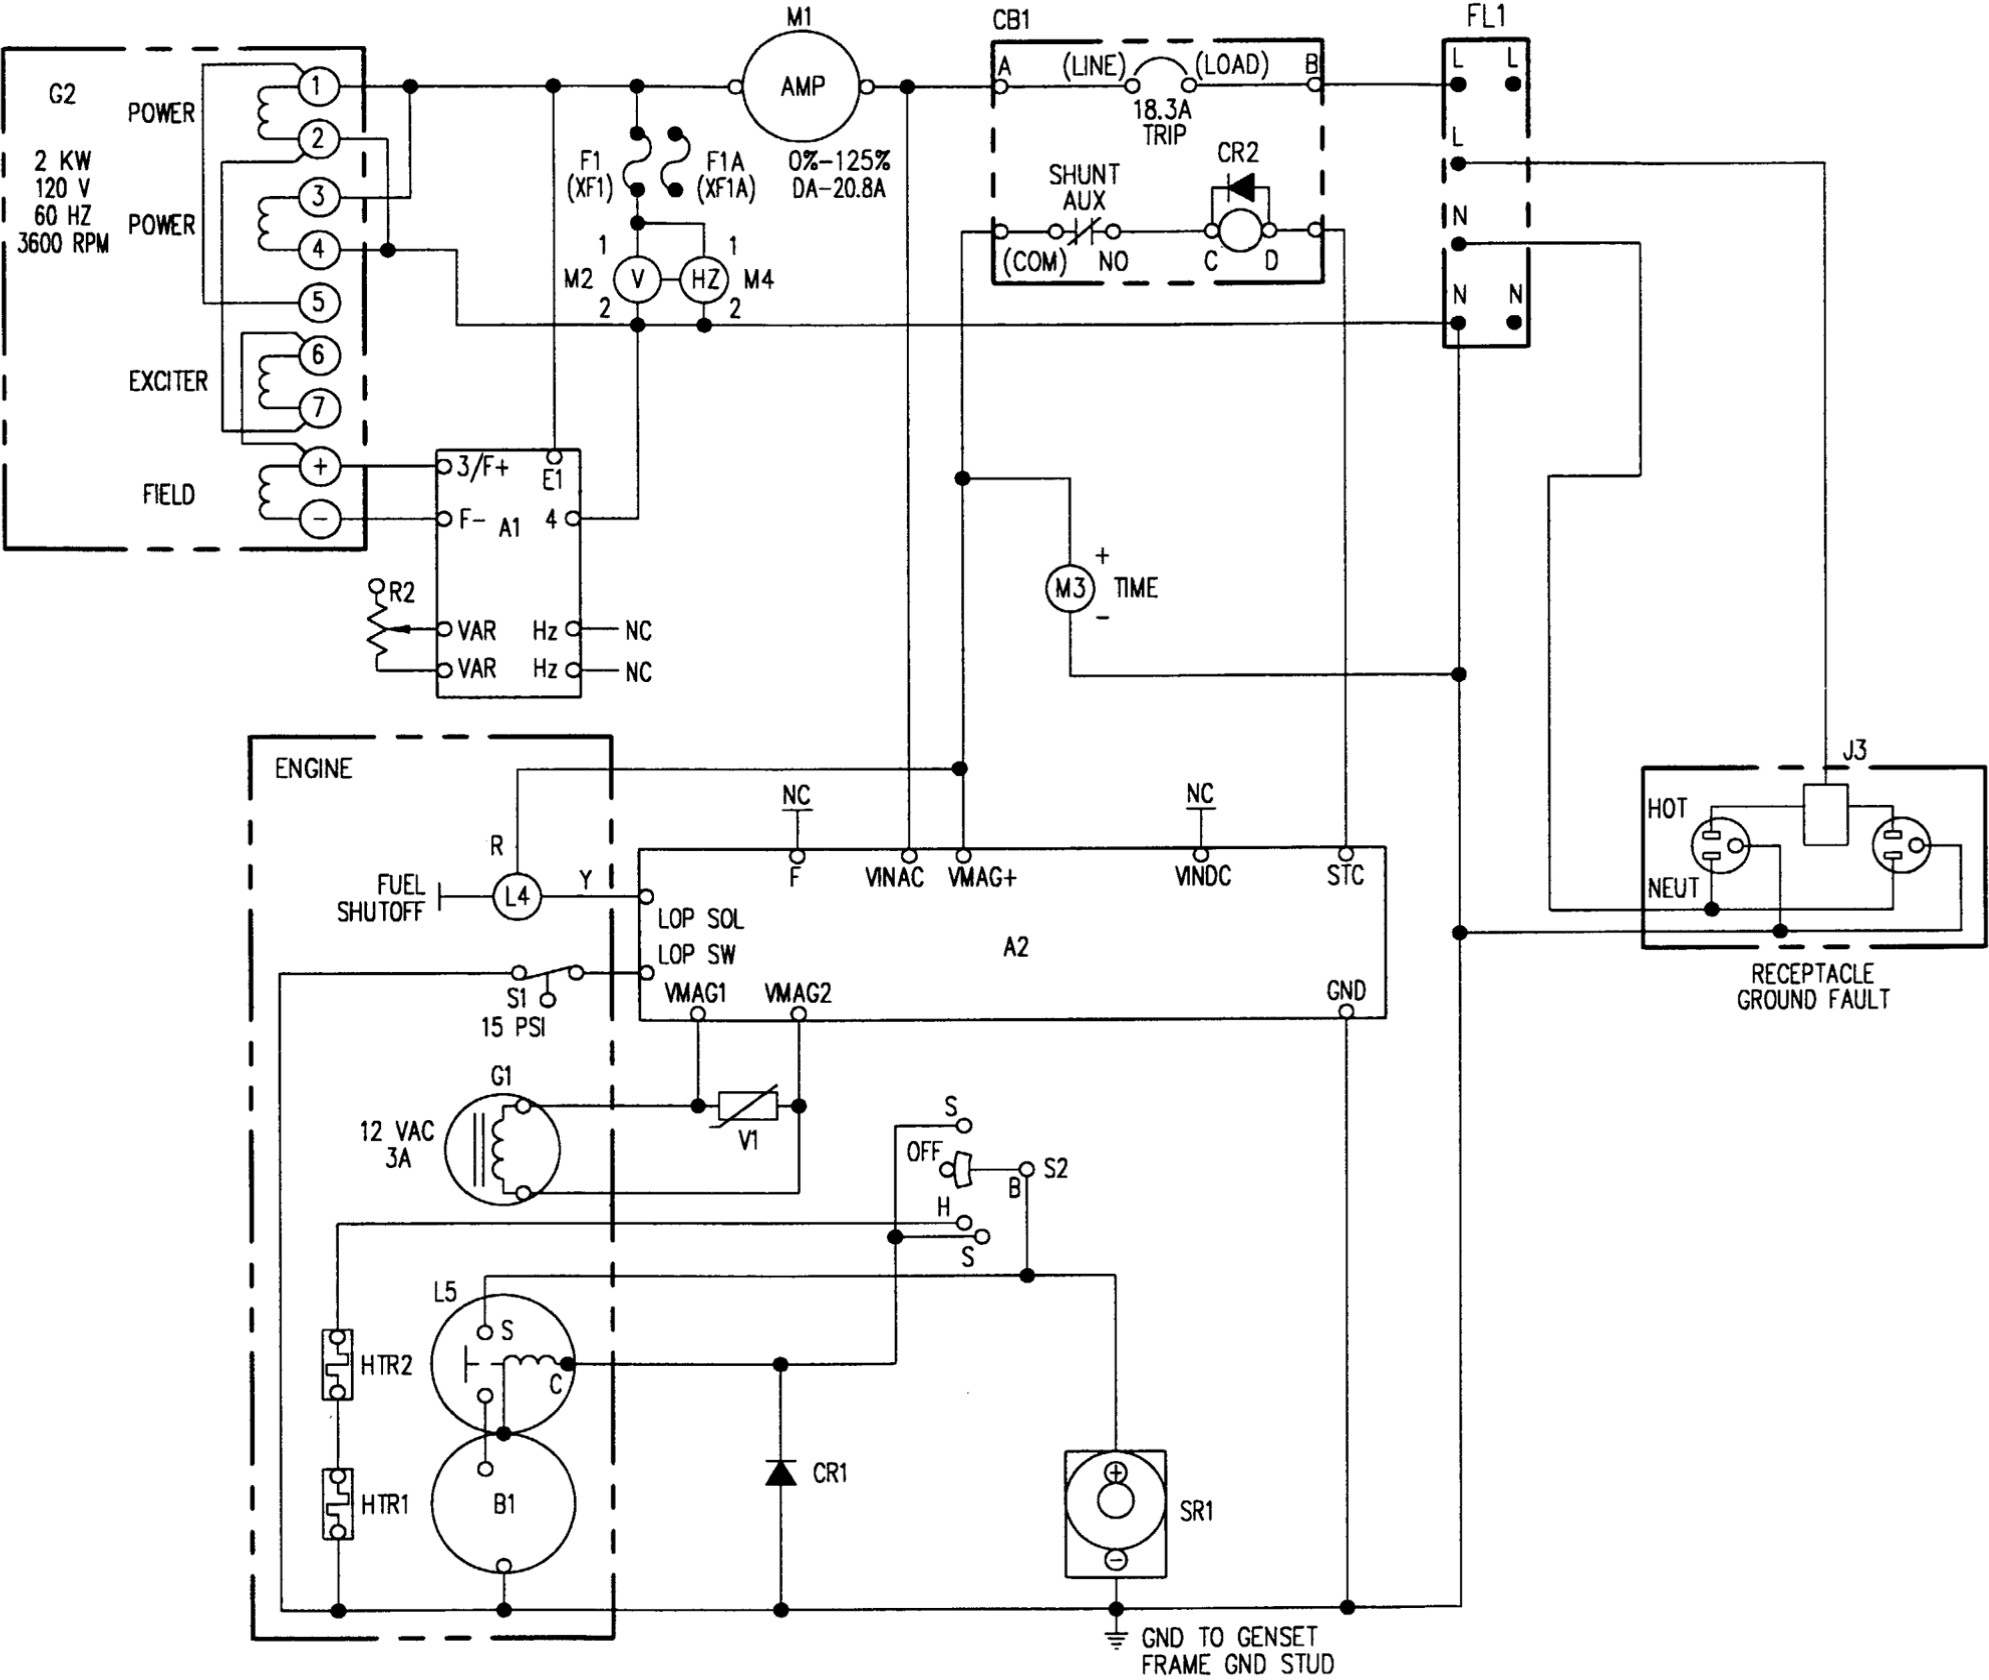 G2
2 KW
120 V
60 HZ
3600 RPM
POWER
POWER
EXCITER
FIELD
1
2
3
4
5
6
7
+
−
M1
AMP
0%−125%
DA−20.8A
F1
(XF1)
F1A
(XF1A)
1
1
M2
V
HZ
M4
2
2
CB1
A
(LINE)
(LOAD)
B
18.3A
TRIP
SHUNT
AUX
CR2
(COM)
NO
C
D
FL1
L
L
L
N
N
N
3/F+
E1
F−
A1
4
R2
VAR
Hz
NC
VAR
Hz
NC
+
M3
TIME
−
J3
HOT
NEUT
RECEPTACLE
GROUND FAULT
ENGINE
R
FUEL
SHUTOFF
L4
Y
NC
NC
F
VINAC
VMAG+
VINDC
STC
LOP SOL
LOP SW
A2
VMAG1
VMAG2
GND
S1
15 PSI
G1
12 VAC
3A
V1
S
OFF
S2
B
H
S
L5
S
C
HTR2
HTR1
B1
CR1
+
SR1
−
GND TO GENSET
FRAME GND STUD